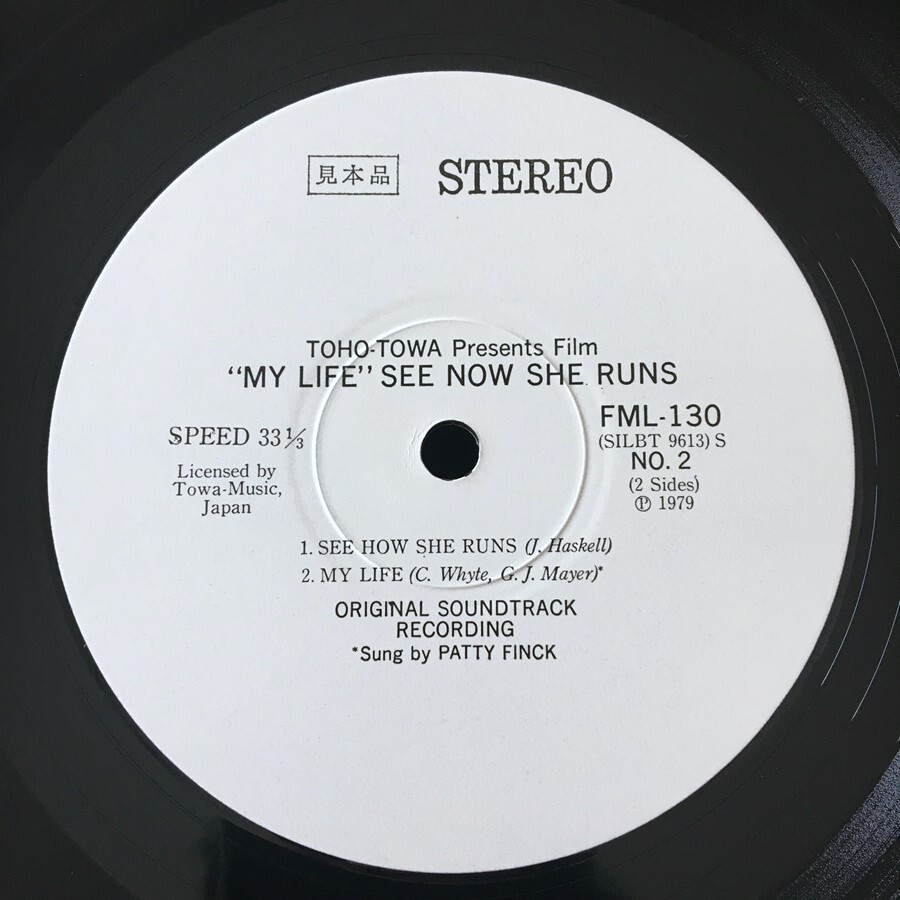 見本品 STEREO
TOHO-TOWA Presents Film
“MY LIFE” SEE NOW SHE RUNS
SPEED 33⅓
Licensed by
Towa-Music,
Japan
FML-130
(SILBT 9613) S
NO. 2
(2 Sides)
℗ 1979
1. SEE HOW SHE RUNS (J. Haskell)
2. MY LIFE (C. Whyte, G. J. Mayer)*
ORIGINAL SOUNDTRACK
RECORDING
*Sung by PATTY FINCK